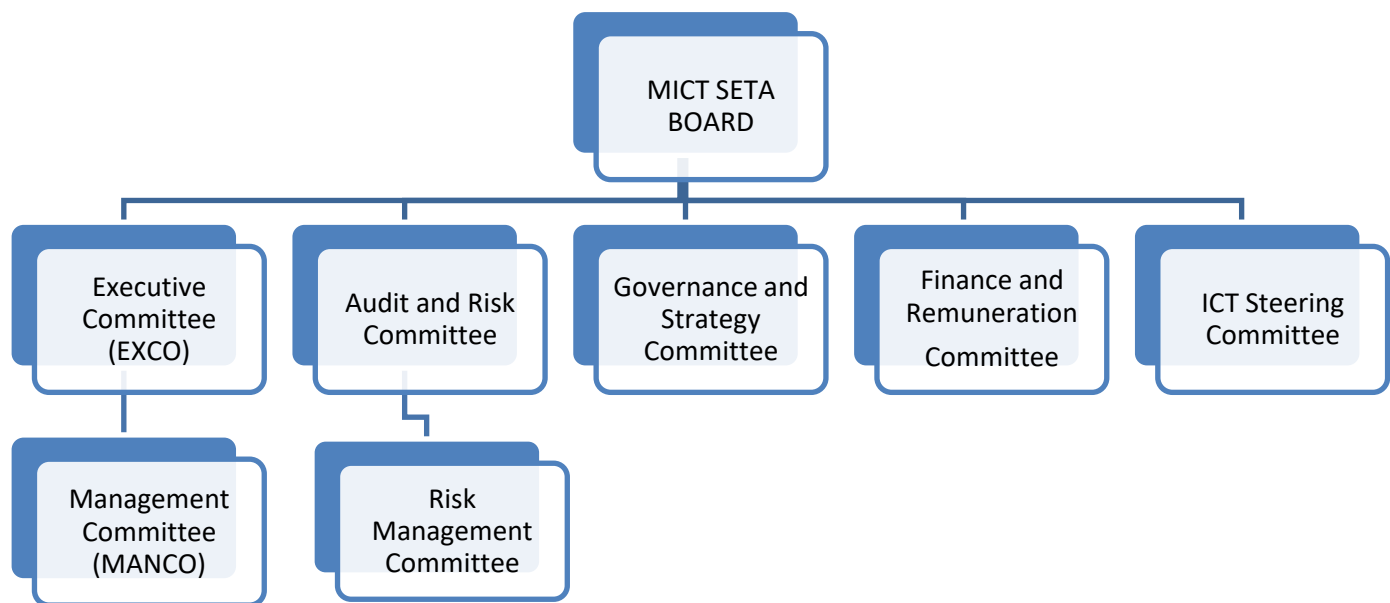 MICT SETA
BOARD
Executive
Committee
(EXCO)
Audit and Risk
Committee
Governance and
Strategy
Committee
Finance and
Remuneration
Committee
ICT Steering
Committee
Management
Committee
(MANCO)
Risk
Management
Committee